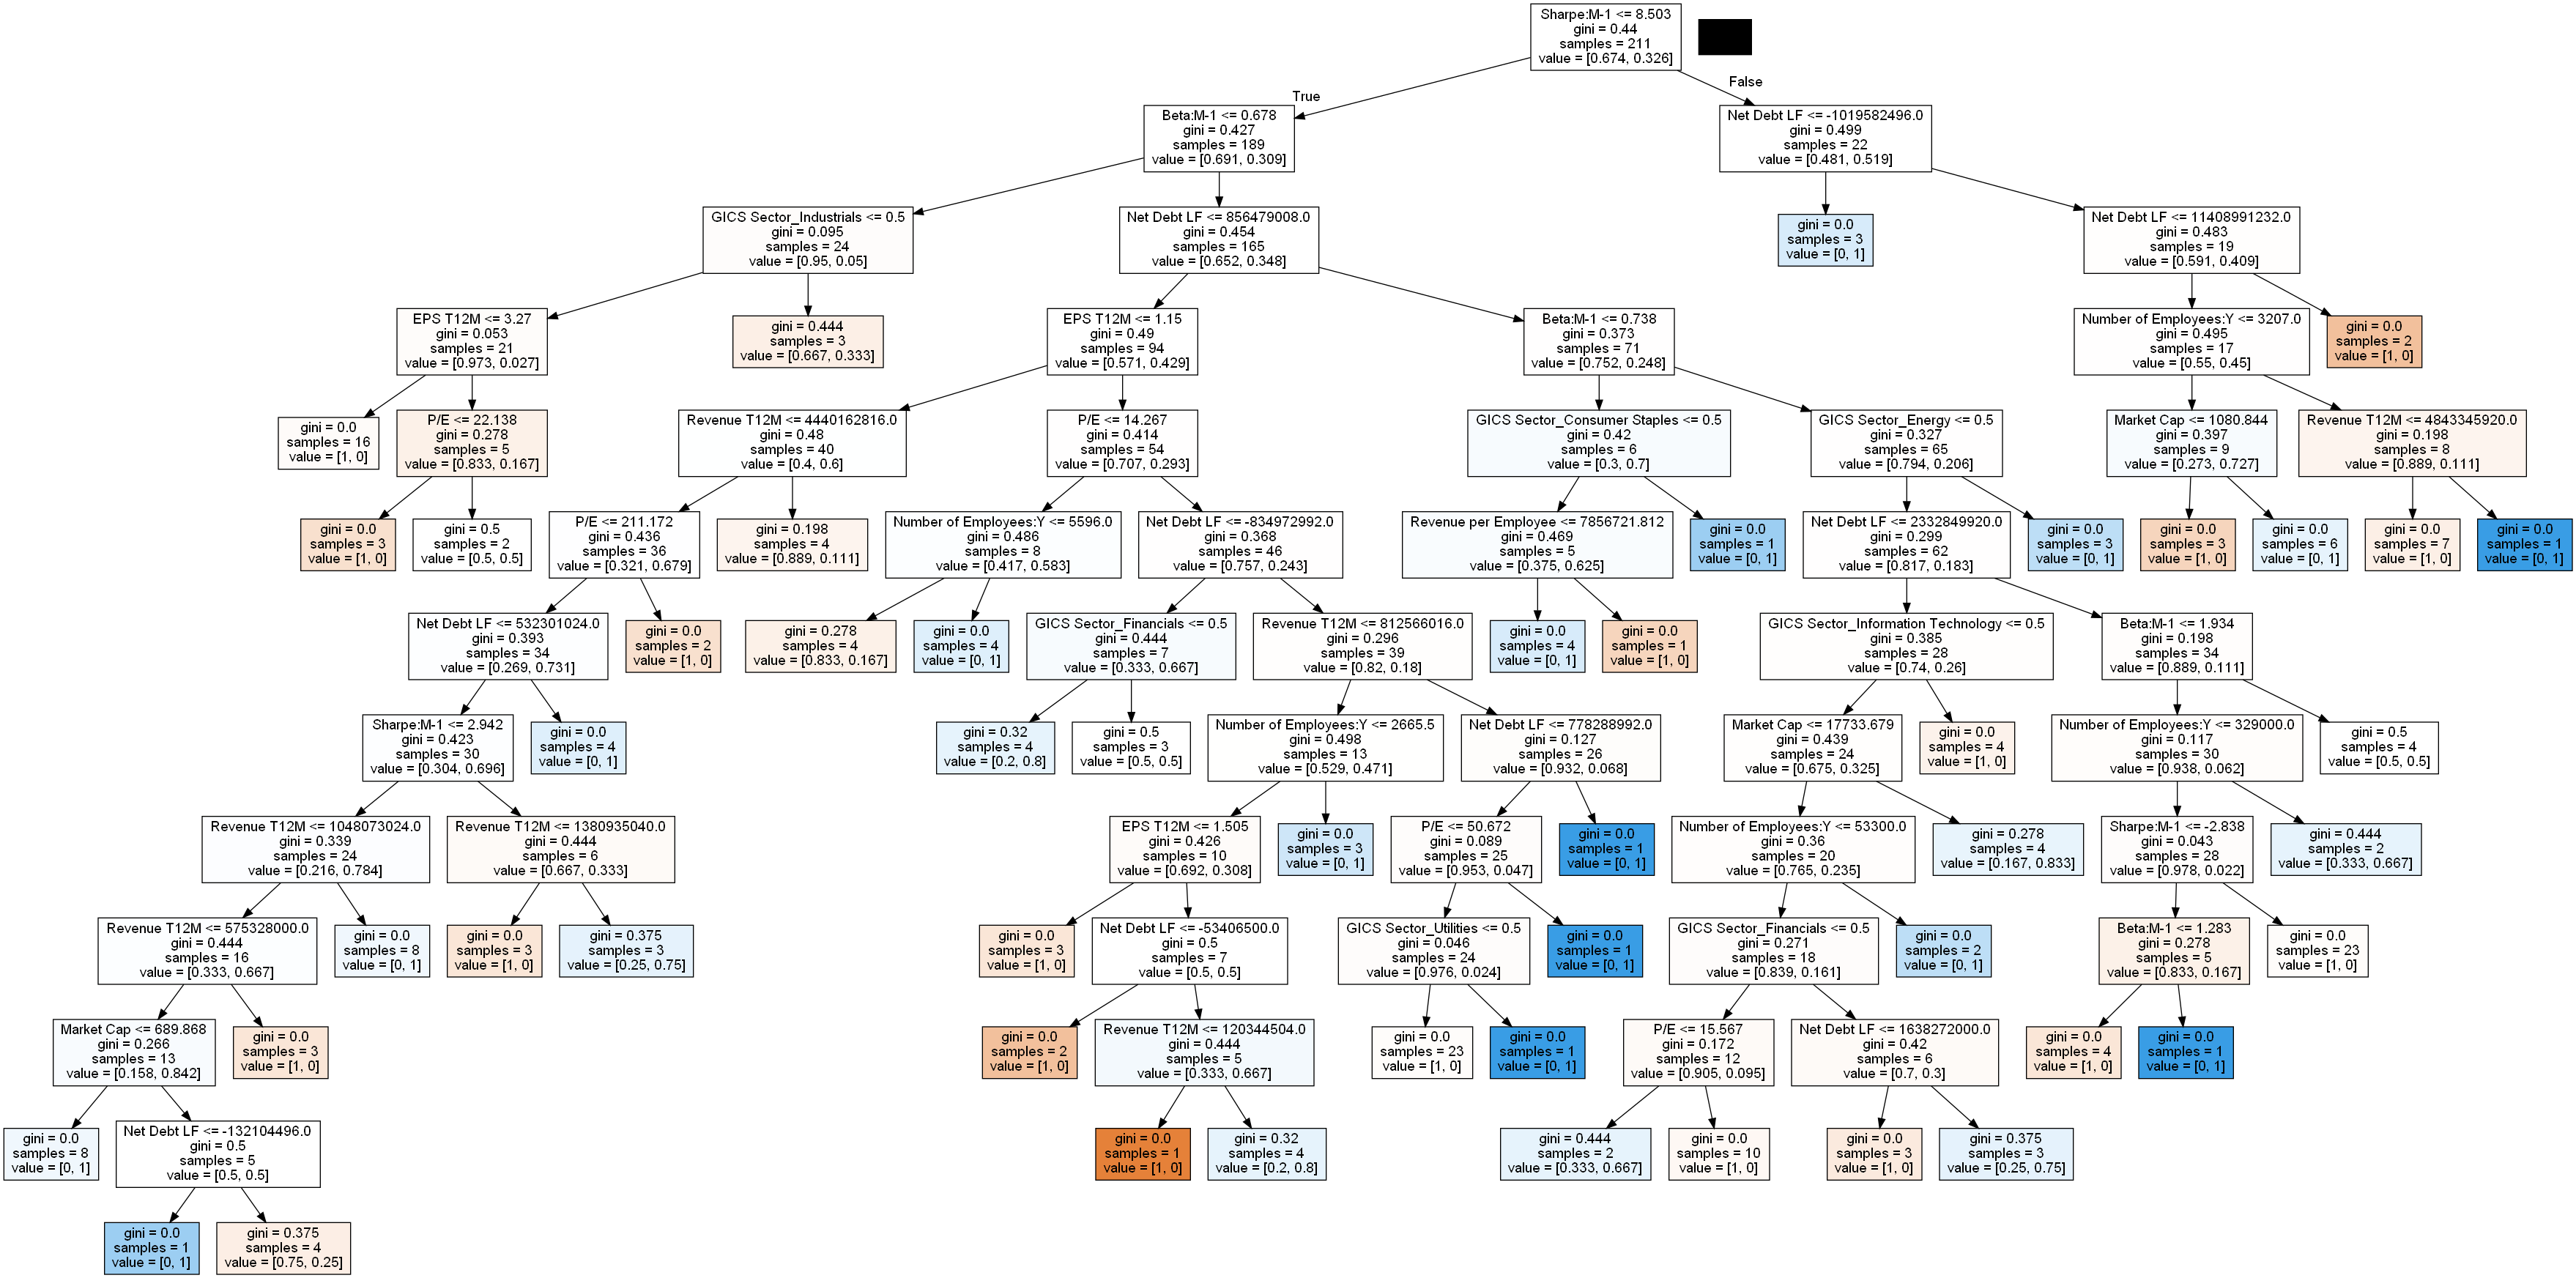 Sharpe:M-1 <= 8.503
gini = 0.44
samples = 211
value = [0.674, 0.326]
True
False
Beta:M-1 <= 0.678
gini = 0.427
samples = 189
value = [0.691, 0.309]
Net Debt LF <= -1019582496.0
gini = 0.499
samples = 22
value = [0.481, 0.519]
GICS Sector_Industrials <= 0.5
gini = 0.095
samples = 24
value = [0.95, 0.05]
Net Debt LF <= 856479008.0
gini = 0.454
samples = 165
value = [0.652, 0.348]
gini = 0.0
samples = 3
value = [0, 1]
Net Debt LF <= 11408991232.0
gini = 0.483
samples = 19
value = [0.591, 0.409]
EPS T12M <= 3.27
gini = 0.053
samples = 21
value = [0.973, 0.027]
gini = 0.444
samples = 3
value = [0.667, 0.333]
EPS T12M <= 1.15
gini = 0.49
samples = 94
value = [0.571, 0.429]
Beta:M-1 <= 0.738
gini = 0.373
samples = 71
value = [0.752, 0.248]
Number of Employees:Y <= 3207.0
gini = 0.495
samples = 17
value = [0.55, 0.45]
gini = 0.0
samples = 2
value = [1, 0]
gini = 0.0
samples = 16
value = [1, 0]
P/E <= 22.138
gini = 0.278
samples = 5
value = [0.833, 0.167]
Revenue T12M <= 4440162816.0
gini = 0.48
samples = 40
value = [0.4, 0.6]
P/E <= 14.267
gini = 0.414
samples = 54
value = [0.707, 0.293]
GICS Sector_Consumer Staples <= 0.5
gini = 0.42
samples = 6
value = [0.3, 0.7]
GICS Sector_Energy <= 0.5
gini = 0.327
samples = 65
value = [0.794, 0.206]
Market Cap <= 1080.844
gini = 0.397
samples = 9
value = [0.273, 0.727]
Revenue T12M <= 4843345920.0
gini = 0.198
samples = 8
value = [0.889, 0.111]
gini = 0.0
samples = 3
value = [1, 0]
gini = 0.5
samples = 2
value = [0.5, 0.5]
P/E <= 211.172
gini = 0.436
samples = 36
value = [0.321, 0.679]
gini = 0.198
samples = 4
value = [0.889, 0.111]
Number of Employees:Y <= 5596.0
gini = 0.486
samples = 8
value = [0.417, 0.583]
Net Debt LF <= -834972992.0
gini = 0.368
samples = 46
value = [0.757, 0.243]
Revenue per Employee <= 7856721.812
gini = 0.469
samples = 5
value = [0.375, 0.625]
gini = 0.0
samples = 1
value = [0, 1]
Net Debt LF <= 2332849920.0
gini = 0.299
samples = 62
value = [0.817, 0.183]
gini = 0.0
samples = 3
value = [0, 1]
gini = 0.0
samples = 3
value = [1, 0]
gini = 0.0
samples = 6
value = [0, 1]
gini = 0.0
samples = 7
value = [1, 0]
gini = 0.0
samples = 1
value = [0, 1]
Net Debt LF <= 532301024.0
gini = 0.393
samples = 34
value = [0.269, 0.731]
gini = 0.0
samples = 2
value = [1, 0]
gini = 0.278
samples = 4
value = [0.833, 0.167]
gini = 0.0
samples = 4
value = [0, 1]
GICS Sector_Financials <= 0.5
gini = 0.444
samples = 7
value = [0.333, 0.667]
Revenue T12M <= 812566016.0
gini = 0.296
samples = 39
value = [0.82, 0.18]
gini = 0.0
samples = 4
value = [0, 1]
gini = 0.0
samples = 1
value = [1, 0]
GICS Sector_Information Technology <= 0.5
gini = 0.385
samples = 28
value = [0.74, 0.26]
Beta:M-1 <= 1.934
gini = 0.198
samples = 34
value = [0.889, 0.111]
Sharpe:M-1 <= 2.942
gini = 0.423
samples = 30
value = [0.304, 0.696]
gini = 0.0
samples = 4
value = [0, 1]
gini = 0.32
samples = 4
value = [0.2, 0.8]
gini = 0.5
samples = 3
value = [0.5, 0.5]
Number of Employees:Y <= 2665.5
gini = 0.498
samples = 13
value = [0.529, 0.471]
Net Debt LF <= 778288992.0
gini = 0.127
samples = 26
value = [0.932, 0.068]
Market Cap <= 17733.679
gini = 0.439
samples = 24
value = [0.675, 0.325]
gini = 0.0
samples = 4
value = [1, 0]
Number of Employees:Y <= 329000.0
gini = 0.117
samples = 30
value = [0.938, 0.062]
gini = 0.5
samples = 4
value = [0.5, 0.5]
Revenue T12M <= 1048073024.0
gini = 0.339
samples = 24
value = [0.216, 0.784]
Revenue T12M <= 1380935040.0
gini = 0.444
samples = 6
value = [0.667, 0.333]
EPS T12M <= 1.505
gini = 0.426
samples = 10
value = [0.692, 0.308]
gini = 0.0
samples = 3
value = [0, 1]
P/E <= 50.672
gini = 0.089
samples = 25
value = [0.953, 0.047]
gini = 0.0
samples = 1
value = [0, 1]
Number of Employees:Y <= 53300.0
gini = 0.36
samples = 20
value = [0.765, 0.235]
gini = 0.278
samples = 4
value = [0.167, 0.833]
Sharpe:M-1 <= -2.838
gini = 0.043
samples = 28
value = [0.978, 0.022]
gini = 0.444
samples = 2
value = [0.333, 0.667]
Revenue T12M <= 575328000.0
gini = 0.444
samples = 16
value = [0.333, 0.667]
gini = 0.0
samples = 8
value = [0, 1]
gini = 0.0
samples = 3
value = [1, 0]
gini = 0.375
samples = 3
value = [0.25, 0.75]
gini = 0.0
samples = 3
value = [1, 0]
Net Debt LF <= -53406500.0
gini = 0.5
samples = 7
value = [0.5, 0.5]
GICS Sector_Utilities <= 0.5
gini = 0.046
samples = 24
value = [0.976, 0.024]
gini = 0.0
samples = 1
value = [0, 1]
GICS Sector_Financials <= 0.5
gini = 0.271
samples = 18
value = [0.839, 0.161]
gini = 0.0
samples = 2
value = [0, 1]
Beta:M-1 <= 1.283
gini = 0.278
samples = 5
value = [0.833, 0.167]
gini = 0.0
samples = 23
value = [1, 0]
Market Cap <= 689.868
gini = 0.266
samples = 13
value = [0.158, 0.842]
gini = 0.0
samples = 3
value = [1, 0]
gini = 0.0
samples = 2
value = [1, 0]
Revenue T12M <= 120344504.0
gini = 0.444
samples = 5
value = [0.333, 0.667]
gini = 0.0
samples = 23
value = [1, 0]
gini = 0.0
samples = 1
value = [0, 1]
P/E <= 15.567
gini = 0.172
samples = 12
value = [0.905, 0.095]
Net Debt LF <= 1638272000.0
gini = 0.42
samples = 6
value = [0.7, 0.3]
gini = 0.0
samples = 4
value = [1, 0]
gini = 0.0
samples = 1
value = [0, 1]
gini = 0.0
samples = 8
value = [0, 1]
Net Debt LF <= -132104496.0
gini = 0.5
samples = 5
value = [0.5, 0.5]
gini = 0.0
samples = 1
value = [1, 0]
gini = 0.32
samples = 4
value = [0.2, 0.8]
gini = 0.444
samples = 2
value = [0.333, 0.667]
gini = 0.0
samples = 10
value = [1, 0]
gini = 0.0
samples = 3
value = [1, 0]
gini = 0.375
samples = 3
value = [0.25, 0.75]
gini = 0.0
samples = 1
value = [0, 1]
gini = 0.375
samples = 4
value = [0.75, 0.25]